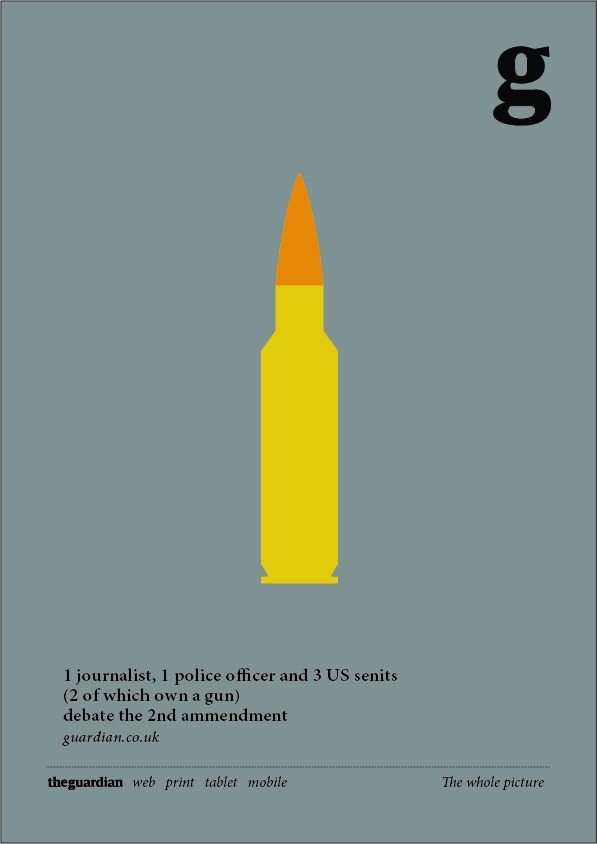 g
1 journalist, 1 police officer and 3 US senits
(2 of which own a gun)
debate the 2nd ammendment
guardian.co.uk
theguardian web print tablet mobile The whole picture